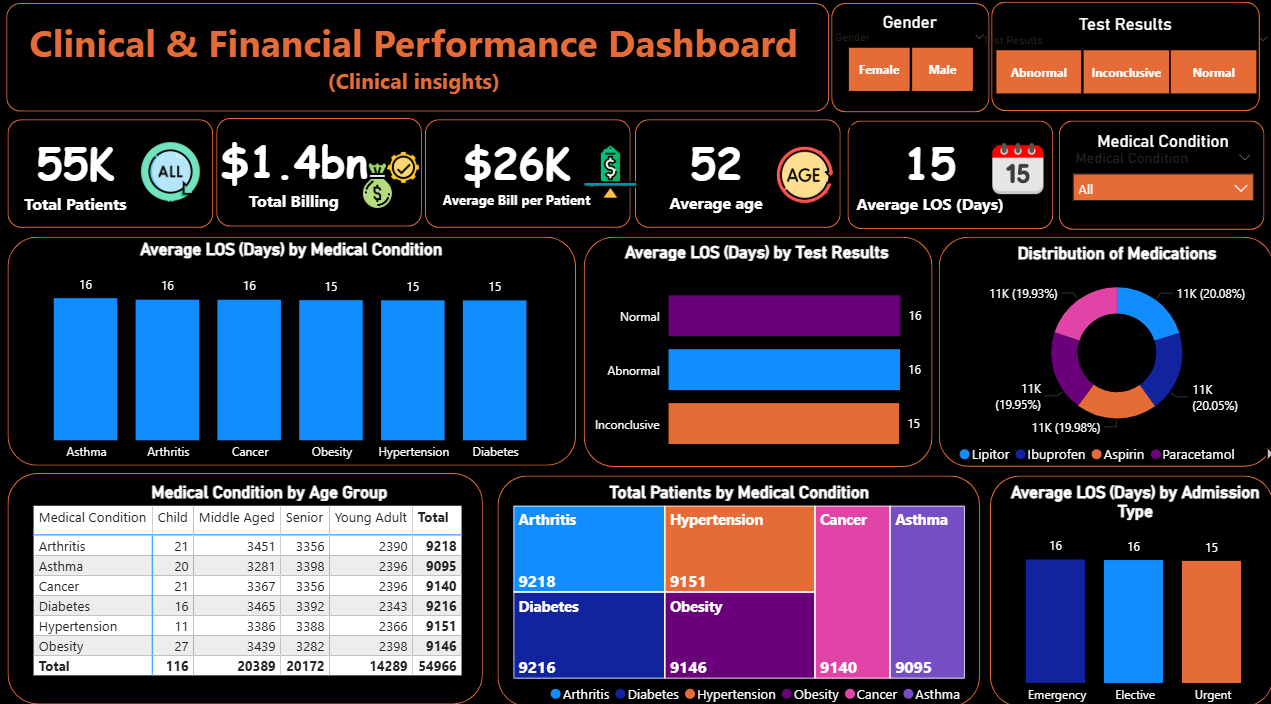 Clinical & Financial Performance Dashboard
(Clinical insights)
Gender
Gender
Female Male
Test Results
Test Results
Abnormal Inconclusive Normal
55K
Total Patients
ALL
$1.4bn
Total Billing
$
$26K
Average Bill per Patient
$
52
Average age
AGE
15
Average LOS (Days)
15
Medical Condition
Medical Condition
All
Average LOS (Days) by Medical Condition
16 16 16 15 15 15
Asthma Arthritis Cancer Obesity Hypertension Diabetes
Average LOS (Days) by Test Results
Normal 16
Abnormal 16
Inconclusive 15
Distribution of Medications
11K (19.93%) 11K (20.08%)
11K
(19.95%)
11K
(20.05%)
11K (19.98%)
Lipitor Ibuprofen Aspirin Paracetamol
Medical Condition by Age Group
Medical Condition Child Middle Aged Senior Young Adult Total
Arthritis 21 3451 3356 2390 9218
Asthma 20 3281 3398 2396 9095
Cancer 21 3367 3356 2396 9140
Diabetes 16 3465 3392 2343 9216
Hypertension 11 3386 3388 2366 9151
Obesity 27 3439 3282 2398 9146
Total 116 20389 20172 14289 54966
Total Patients by Medical Condition
Arthritis Hypertension Cancer Asthma
9218 9151
Diabetes Obesity
9216 9146 9140 9095
Arthritis Diabetes Hypertension Obesity Cancer Asthma
Average LOS (Days) by Admission
Type
16 16 15
Emergency Elective Urgent